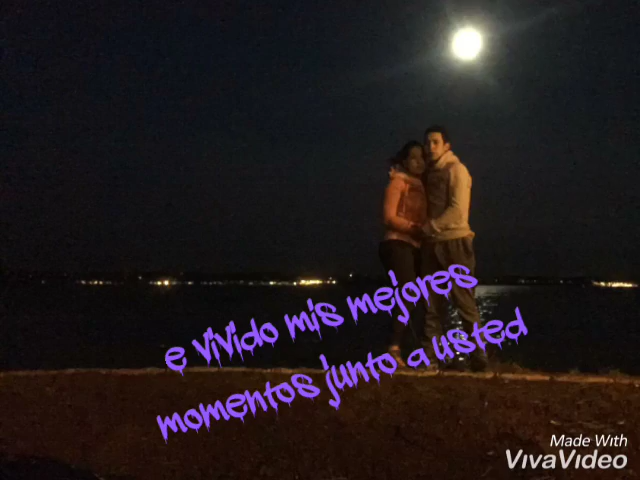 e vivido mis mejores
momentos junto a usted
Made With
VivaVideo